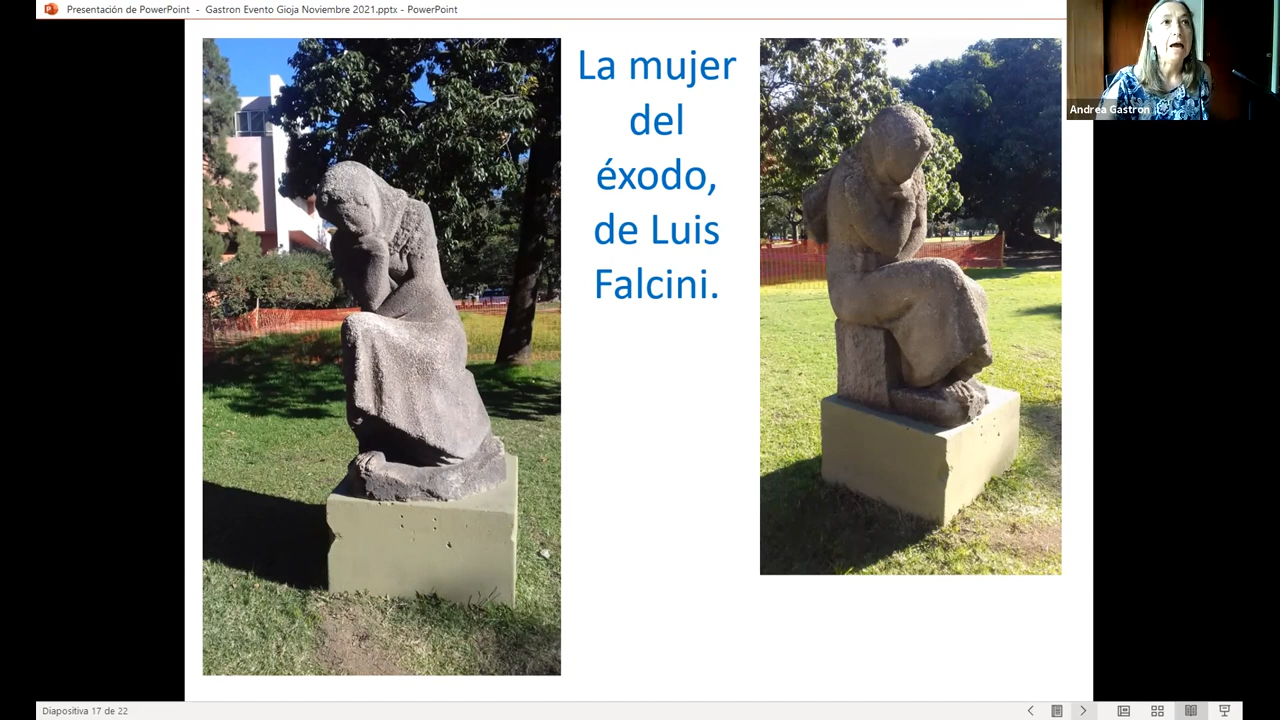 Presentación de PowerPoint - Gastron Evento Gioja Noviembre 2021.pptx - PowerPoint
La mujer
del
éxodo,
de Luis
Falcini.
Andrea Gastron
Diapositiva 17 de 22